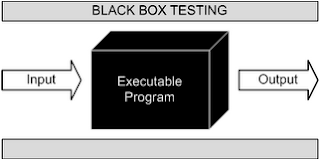 BLACK BOX TESTING
Input
Executable
Program
Output